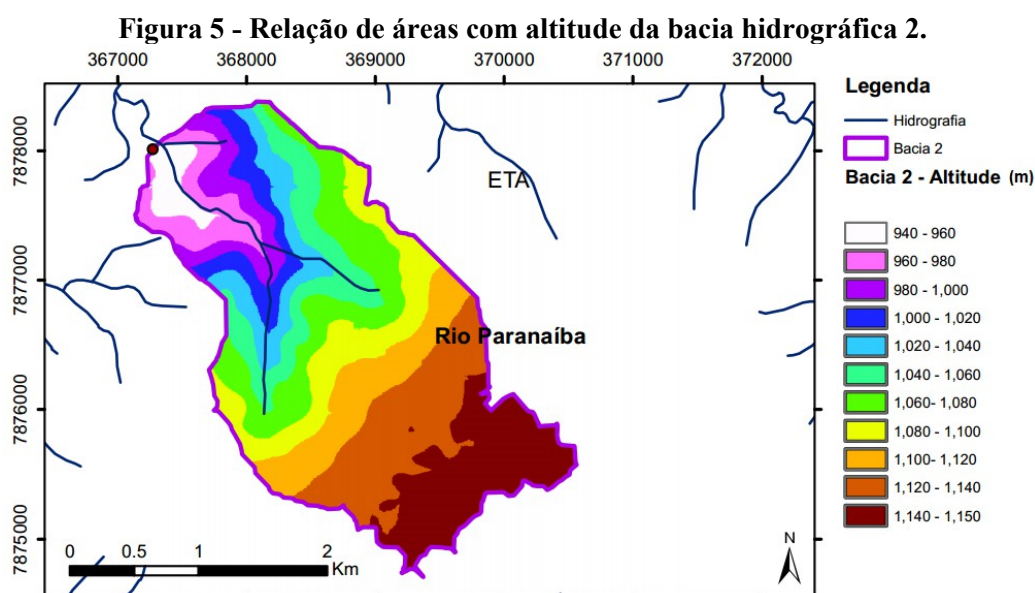 Figura 5 - Relação de áreas com altitude da bacia hidrográfica 2.
367000 368000 369000 370000 371000 372000
7878000
7877000
7876000
7875000
ETA
Rio Paranaíba
0 0.5 1 2
Km
N
Legenda
Hidrografia
Bacia 2
Bacia 2 - Altitude (m)
940 - 960
960 - 980
980 - 1,000
1,000 - 1,020
1,020 - 1,040
1,040 - 1,060
1,060- 1,080
1,080 - 1,100
1,100- 1,120
1,120 - 1,140
1,140 - 1,150